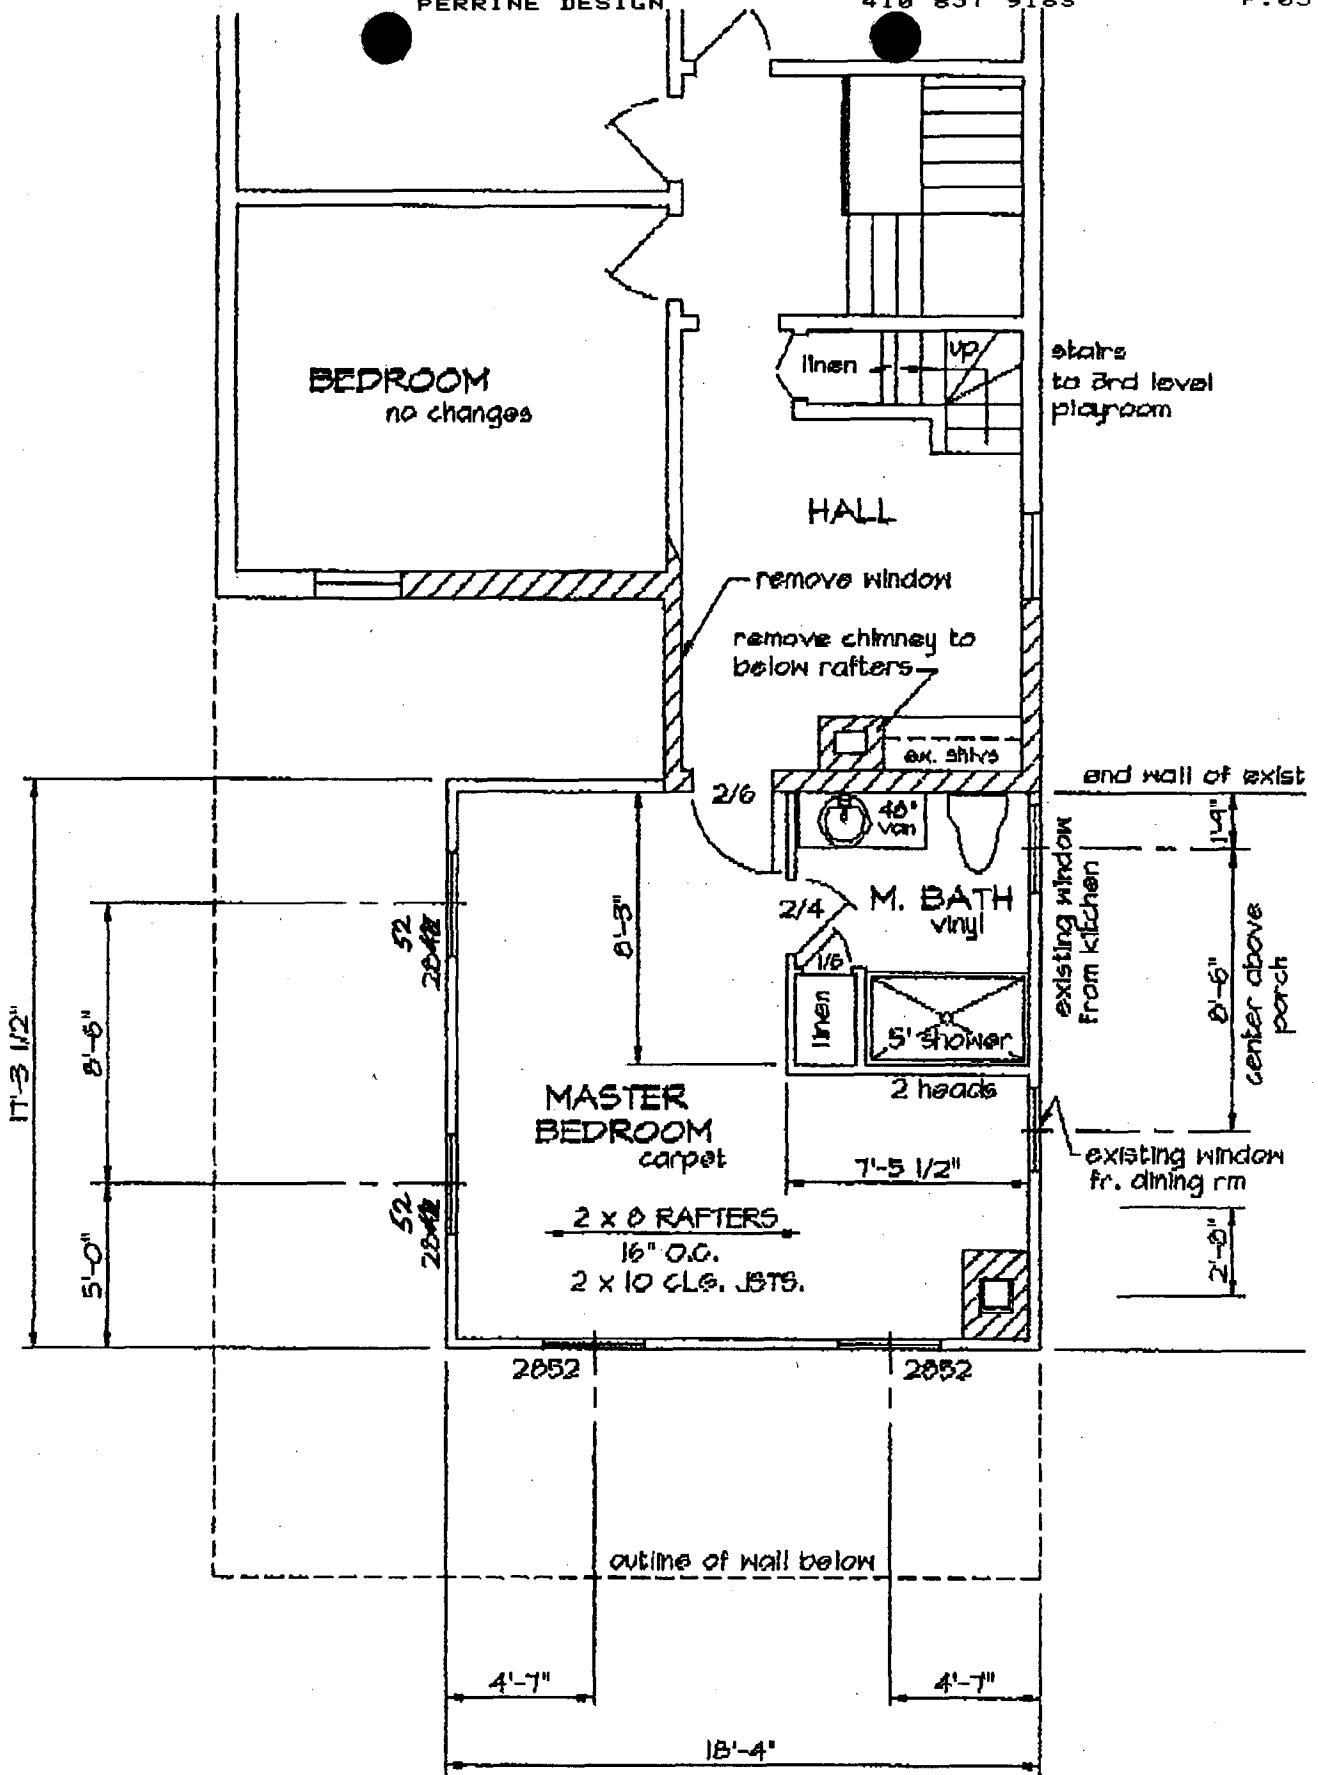 PERRINE DESIGN 410 837 9183
BEDROOM
no changes
linen
up
stairs
to 3rd level
playroom
HALL
remove window
remove chimney to
below rafters
ex. shlvs
end wall of exist
2/6
48"
van
1'-9"
existing window
from kitchen
M. BATH
vinyl
2/4
1/6
linen
5' shower
2 heads
8'-3"
8'-6"
center above
porch
52
17'-3 1/2"
8'-6"
MASTER
BEDROOM
carpet
7'-5 1/2"
existing window
fr. dining rm
52
5'-0"
2 x 8 RAFTERS
16" O.C.
2 x 10 CLG. JSTS.
2'-8"
2852
2852
outline of wall below
4'-7"
4'-7"
18'-4"